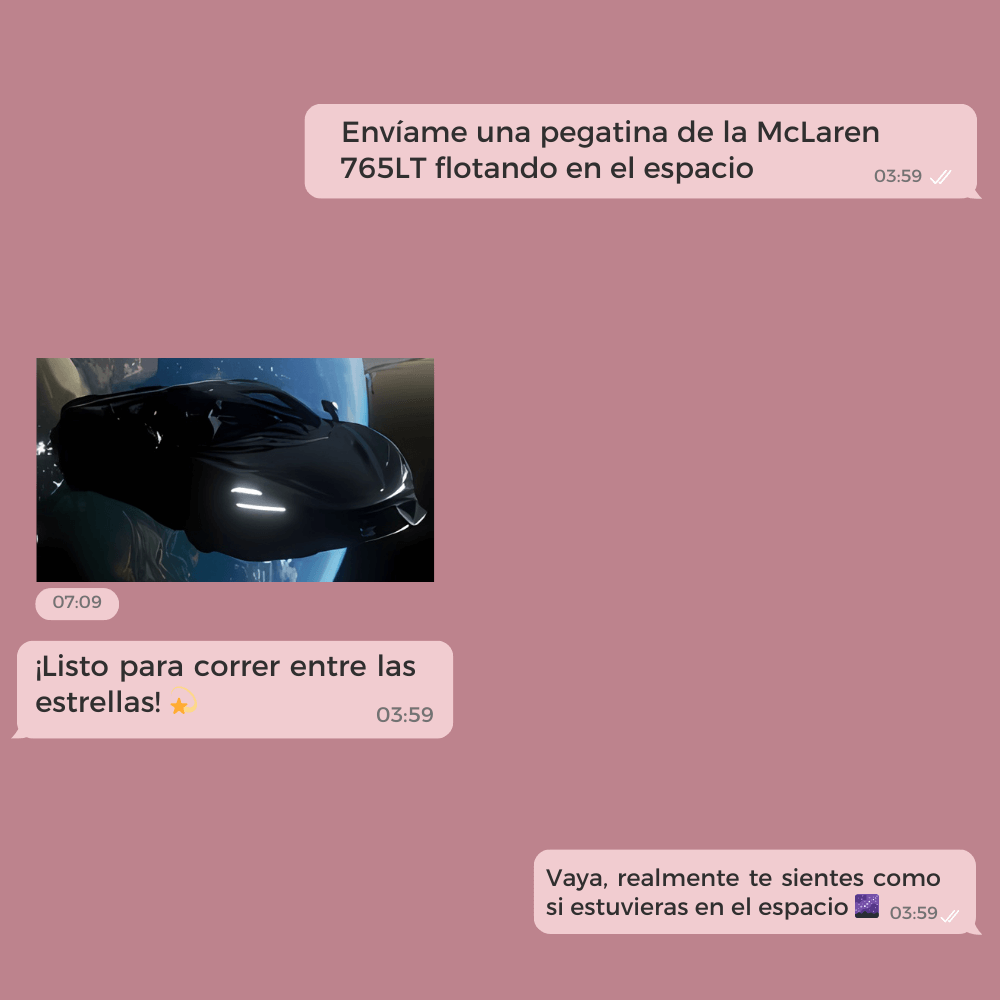 Envíame una pegatina de la McLaren
765LT flotando en el espacio
03:59
07:09
¡Listo para correr entre las
estrellas! 💫
03:59
Vaya, realmente te sientes como
si estuvieras en el espacio 🌌 03:59